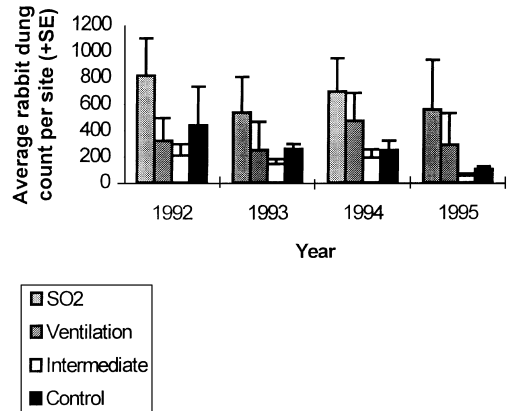 Average rabbit dung
count per site (+SE)
1200
1000
800
600
400
200
0
1992 1993 1994 1995
Year
SO2
Ventilation
Intermediate
Control